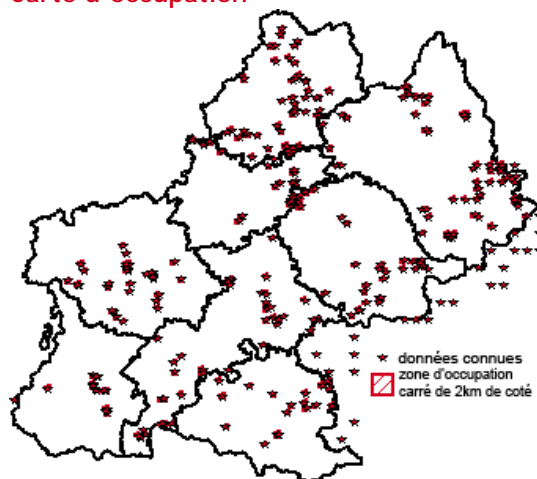 carte d'occupation
données connues
zone d'occupation
carré de 2km de coté